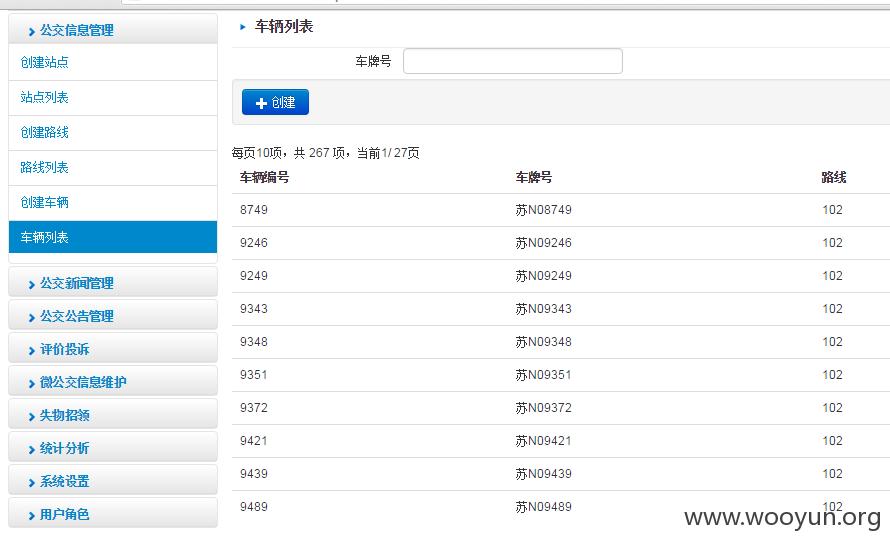 公交信息管理
创建站点
站点列表
创建路线
路线列表
创建车辆
车辆列表
公交新闻管理
公交公告管理
评价投诉
微公交信息维护
失物招领
统计分析
系统设置
用户角色
车辆列表
车牌号
创建
每页10项，共 267 项，当前1/27页
车辆编号 车牌号 路线
8749 苏N08749 102
9246 苏N09246 102
9249 苏N09249 102
9343 苏N09343 102
9348 苏N09348 102
9351 苏N09351 102
9372 苏N09372 102
9421 苏N09421 102
9439 苏N09439 102
9489 苏N09489 102
www.wooyun.org